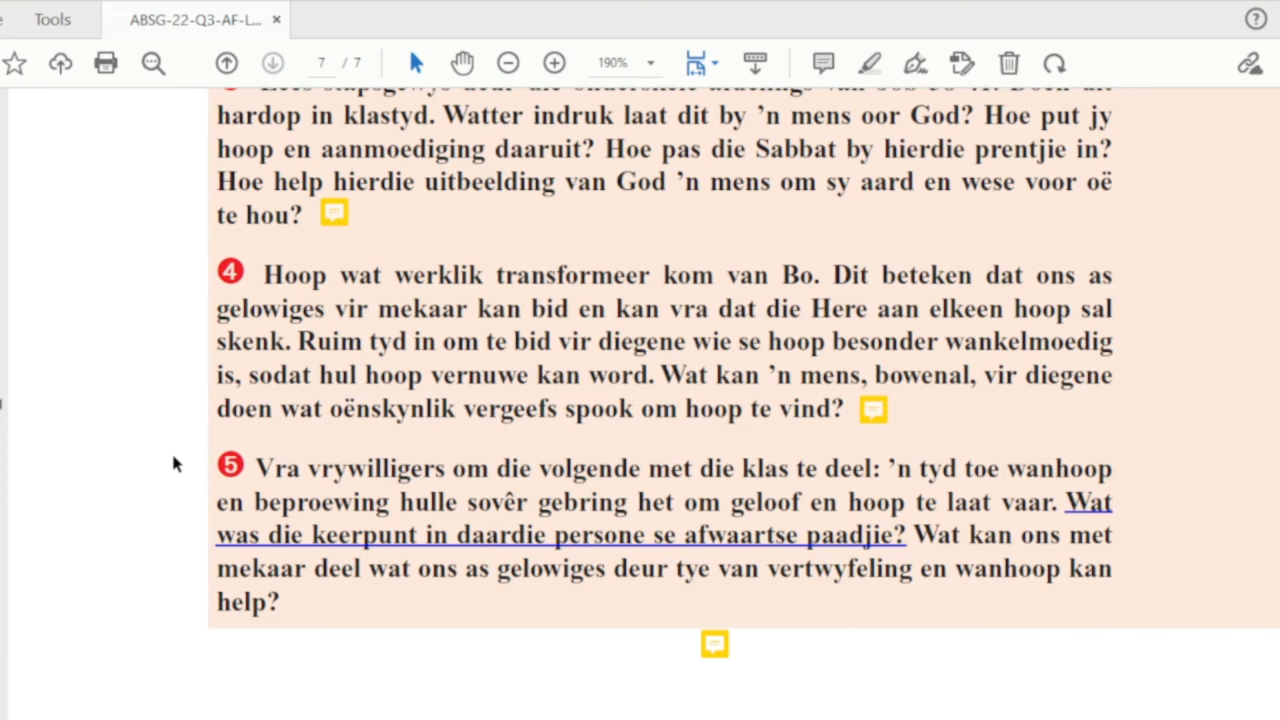 Tools
ABSG-22-Q3-AF-L... ×
7 / 7
190%
hardop in klastyd. Watter indruk laat dit by ’n mens oor God? Hoe put jy
hoop en aanmoediging daaruit? Hoe pas die Sabbat by hierdie prentjie in?
Hoe help hierdie uitbeelding van God ’n mens om sy aard en wese voor oë
te hou?
4 Hoop wat werklik transformeer kom van Bo. Dit beteken dat ons as
gelowiges vir mekaar kan bid en kan vra dat die Here aan elkeen hoop sal
skenk. Ruim tyd in om te bid vir diegene wie se hoop besonder wankelmoedig
is, sodat hul hoop vernuwe kan word. Wat kan ’n mens, bowenal, vir diegene
doen wat oënskynlik vergeefs spook om hoop te vind?
5 Vra vrywilligers om die volgende met die klas te deel: ’n tyd toe wanhoop
en beproewing hulle sovêr gebring het om geloof en hoop te laat vaar. Wat
was die keerpunt in daardie persone se afwaartse paadjie? Wat kan ons met
mekaar deel wat ons as gelowiges deur tye van vertwyfeling en wanhoop kan
help?